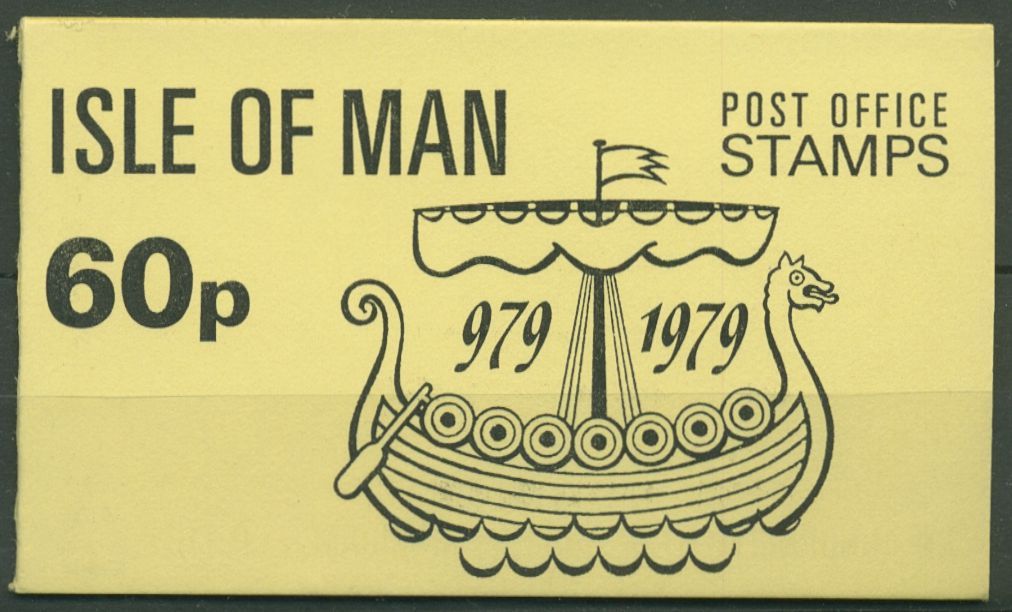 ISLE OF MAN
POST OFFICE
STAMPS
60p
979 1979